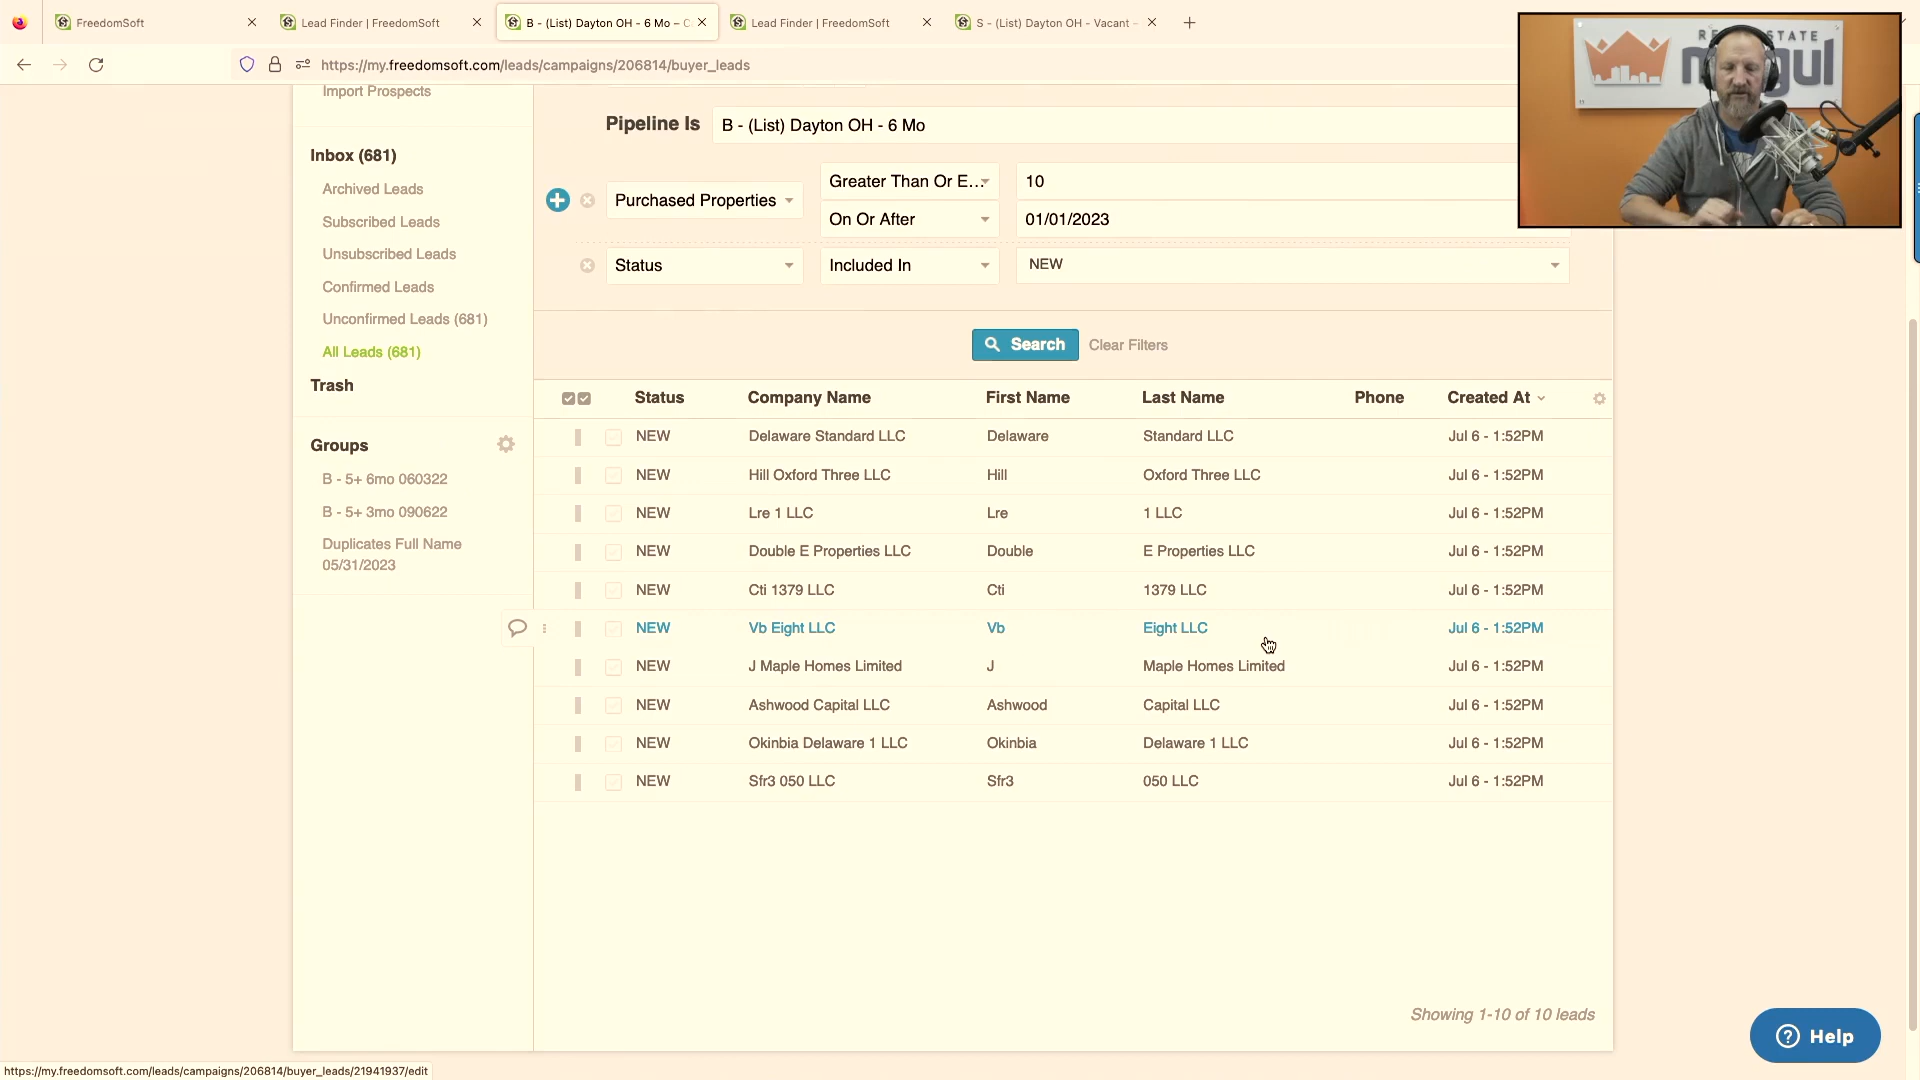 FreedomSoft
Lead Finder | FreedomSoft
B - (List) Dayton OH - 6 Mo – C
Lead Finder | FreedomSoft
S - (List) Dayton OH - Vacant -
https://my.freedomsoft.com/leads/campaigns/206814/buyer_leads
Import Prospects
Inbox (681)
Archived Leads
Subscribed Leads
Unsubscribed Leads
Confirmed Leads
Unconfirmed Leads (681)
All Leads (681)
Trash
Groups
B - 5+ 6mo 060322
B - 5+ 3mo 090622
Duplicates Full Name
05/31/2023
Pipeline Is B - (List) Dayton OH - 6 Mo
Purchased Properties Greater Than Or E... 10
On Or After 01/01/2023
Status Included In NEW
Search Clear Filters
Status Company Name First Name Last Name Phone Created At
NEW Delaware Standard LLC Delaware Standard LLC Jul 6 - 1:52PM
NEW Hill Oxford Three LLC Hill Oxford Three LLC Jul 6 - 1:52PM
NEW Lre 1 LLC Lre 1 LLC Jul 6 - 1:52PM
NEW Double E Properties LLC Double E Properties LLC Jul 6 - 1:52PM
NEW Cti 1379 LLC Cti 1379 LLC Jul 6 - 1:52PM
NEW Vb Eight LLC Vb Eight LLC Jul 6 - 1:52PM
NEW J Maple Homes Limited J Maple Homes Limited Jul 6 - 1:52PM
NEW Ashwood Capital LLC Ashwood Capital LLC Jul 6 - 1:52PM
NEW Okinbia Delaware 1 LLC Okinbia Delaware 1 LLC Jul 6 - 1:52PM
NEW Sfr3 050 LLC Sfr3 050 LLC Jul 6 - 1:52PM
Showing 1-10 of 10 leads
Help
https://my.freedomsoft.com/leads/campaigns/206814/buyer_leads/21941937/edit